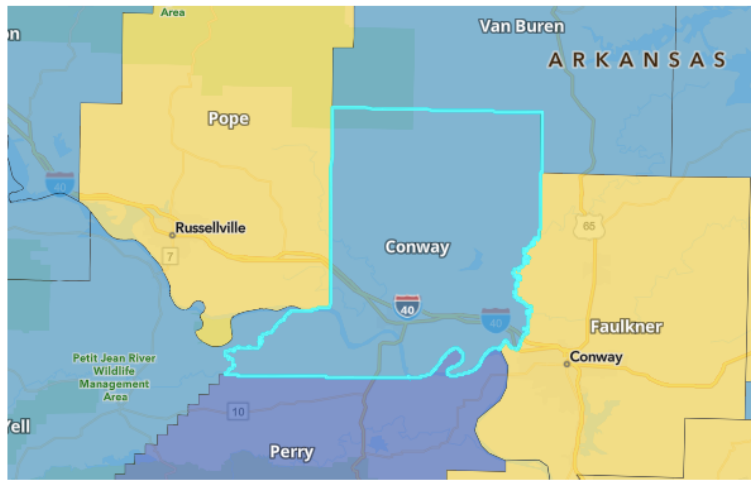 Area
Van Buren
on
ARKANSAS
Pope
40
65
Russellville
7
Conway
40
40
Faulkner
Petit Jean River
Wildlife
Management
Area
Conway
Yell
10
Perry